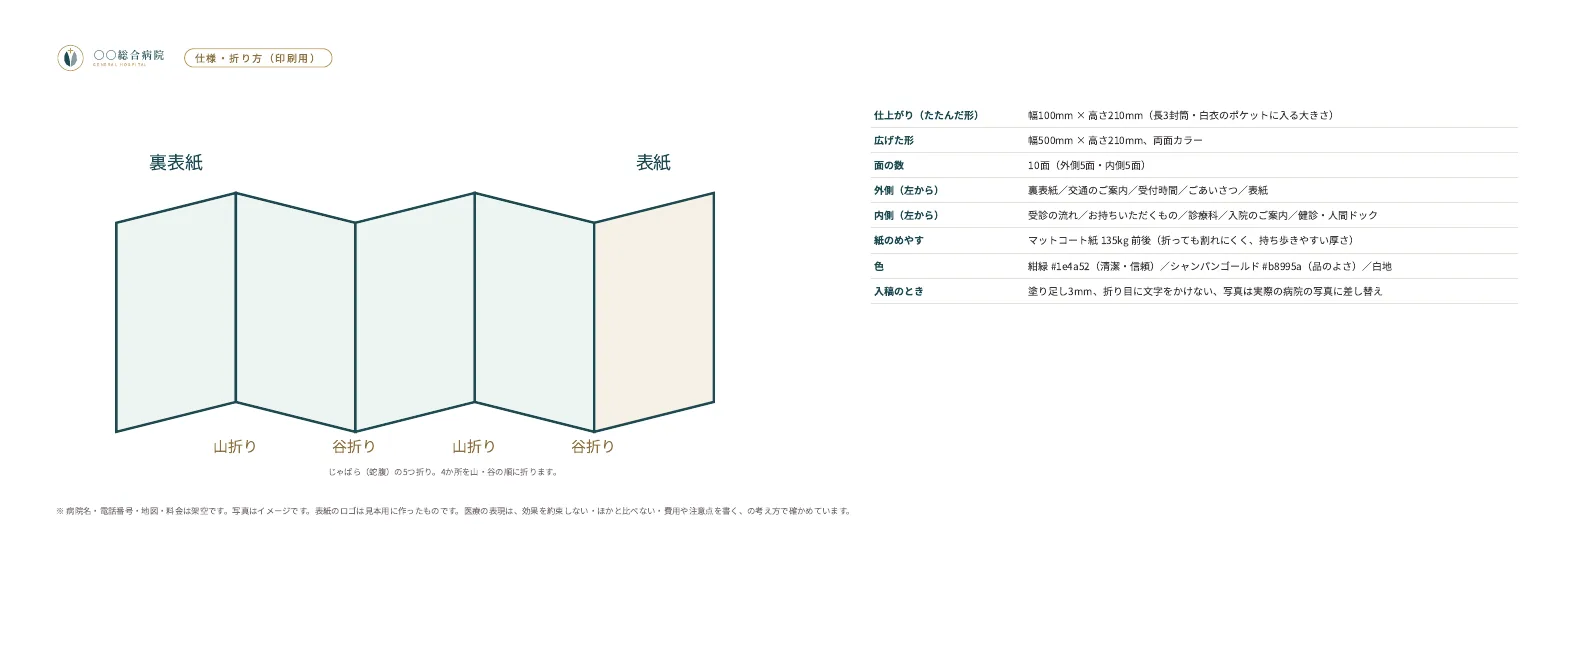 〇〇総合病院
GENERAL HOSPITAL
仕様・折り方（印刷用）
裏表紙
表紙
山折り
谷折り
山折り
谷折り
じゃばら（蛇腹）の5つ折り。4か所を山・谷の順に折ります。
仕上がり（たたんだ形） 幅100mm × 高さ210mm（長3封筒・白衣のポケットに入る大きさ）
広げた形 幅500mm × 高さ210mm、両面カラー
面の数 10面（外側5面・内側5面）
外側（左から） 裏表紙／交通のご案内／受付時間／ごあいさつ／表紙
内側（左から） 受診の流れ／お持ちいただくもの／診療科／入院のご案内／健診・人間ドック
紙のめやす マットコート紙 135kg 前後（折っても割れにくく、持ち歩きやすい厚さ）
色 紺緑 #1e4a52（清潔・信頼）／シャンパンゴールド #b8995a（品のよさ）／白地
入稿のとき 塗り足し3mm、折り目に文字をかけない、写真は実際の病院の写真に差し替え
※ 病院名・電話番号・地図・料金は架空です。写真はイメージです。表紙のロゴは見本用に作ったものです。医療の表現は、効果を約束しない・ほかと比べない・費用や注意点を書く、の考え方で確かめています。